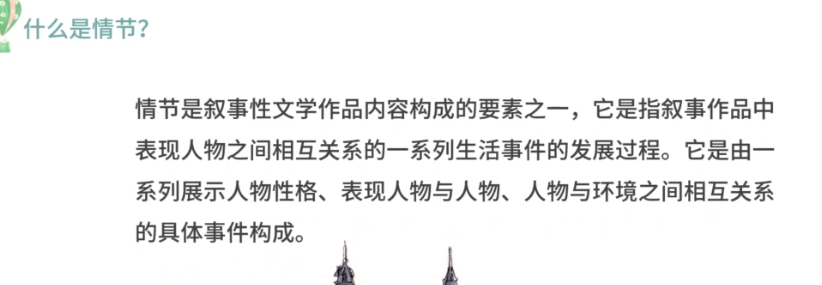 什么是情节?
情节是叙事性文学作品内容构成的要素之一，它是指叙事作品中
表现人物之间相互关系的一系列生活事件的发展过程。它是由一
系列展示人物性格、表现人物与人物、人物与环境之间相互关系
的具体事件构成。